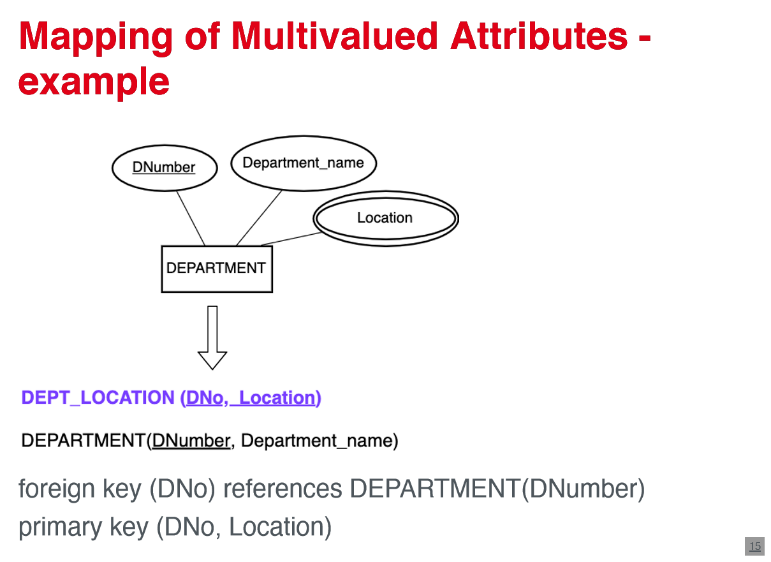 Mapping of Multivalued Attributes -
example
DNumber
Department_name
Location
DEPARTMENT
DEPT_LOCATION (DNo, Location)
DEPARTMENT(DNumber, Department_name)
foreign key (DNo) references DEPARTMENT(DNumber)
primary key (DNo, Location)
15